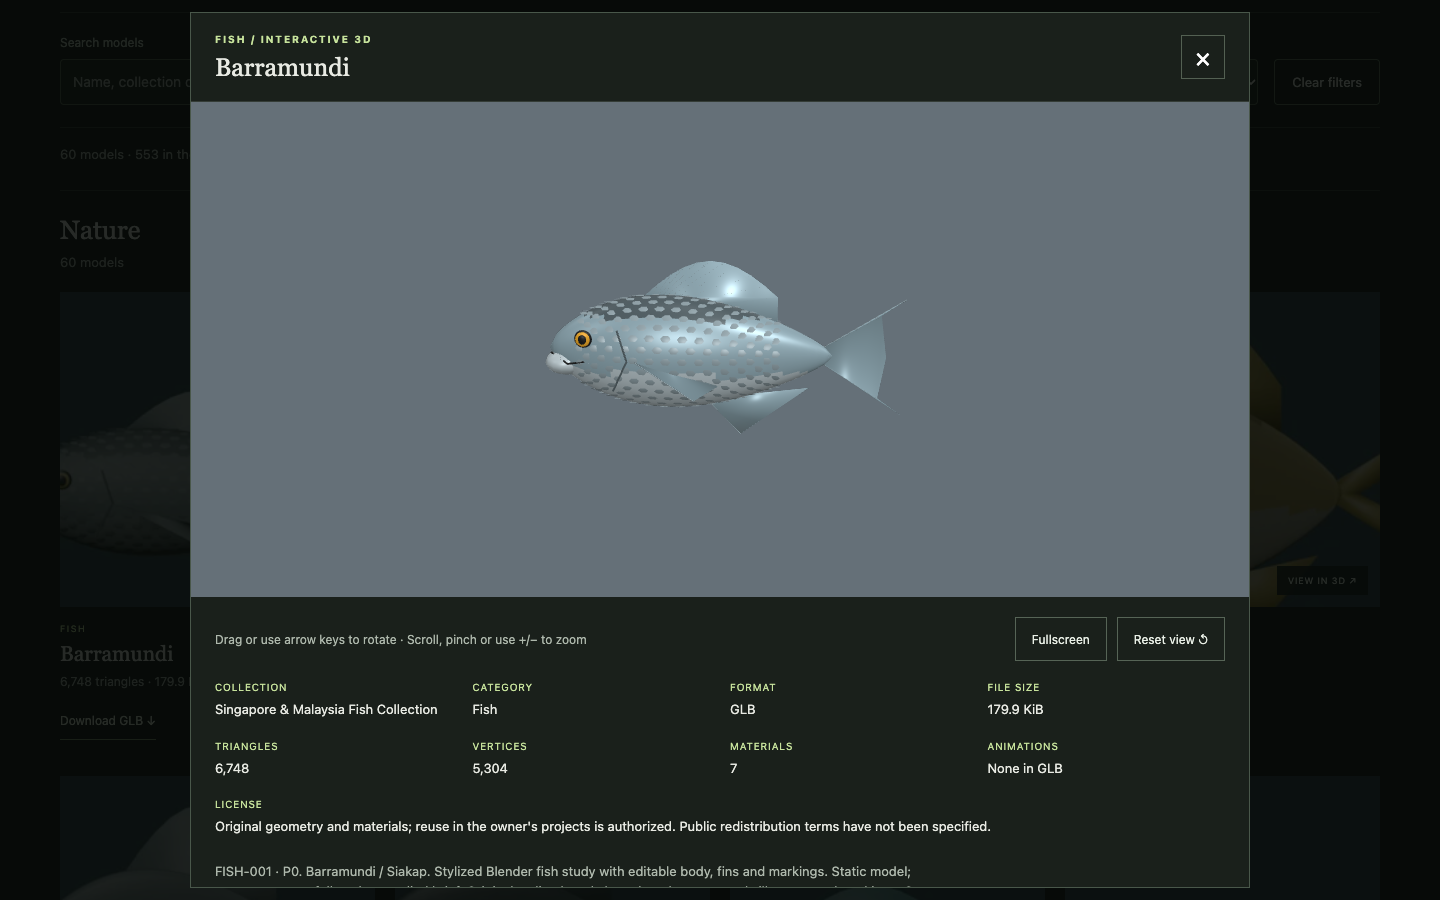 Search models
Name, collection
Clear filters
60 models · 553 in th
Nature
60 models
FISH / INTERACTIVE 3D
Barramundi
×
VIEW IN 3D ↗
FISH
Barramundi
6,748 triangles · 179.9
Download GLB ↓
Drag or use arrow keys to rotate · Scroll, pinch or use +/− to zoom
Fullscreen
Reset view ↺
COLLECTION CATEGORY FORMAT FILE SIZE
Singapore & Malaysia Fish Collection Fish GLB 179.9 KiB
TRIANGLES VERTICES MATERIALS ANIMATIONS
6,748 5,304 7 None in GLB
LICENSE
Original geometry and materials; reuse in the owner's projects is authorized. Public redistribution terms have not been specified.
FISH-001 · P0. Barramundi / Siakap. Stylized Blender fish study with editable body, fins and markings. Static model;